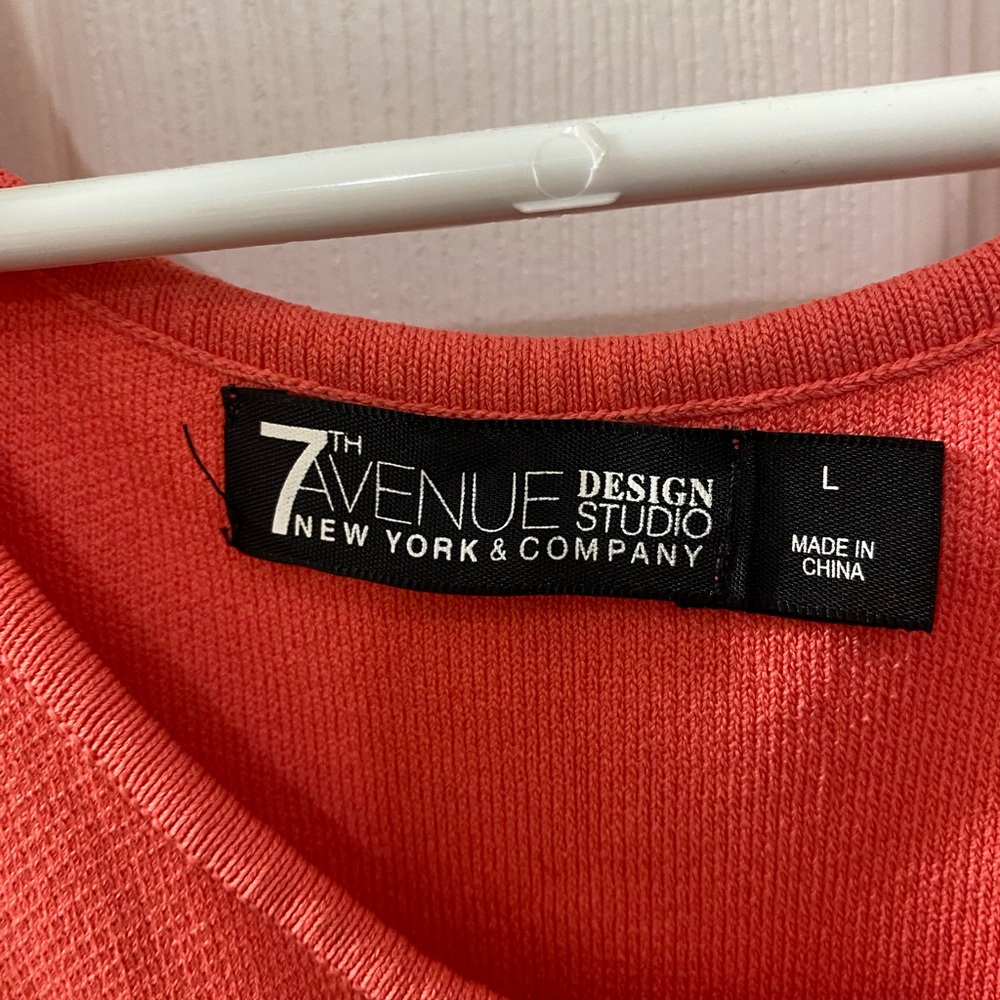 7TH AVENUE DESIGN STUDIO
NEW YORK & COMPANY
L
MADE IN
CHINA